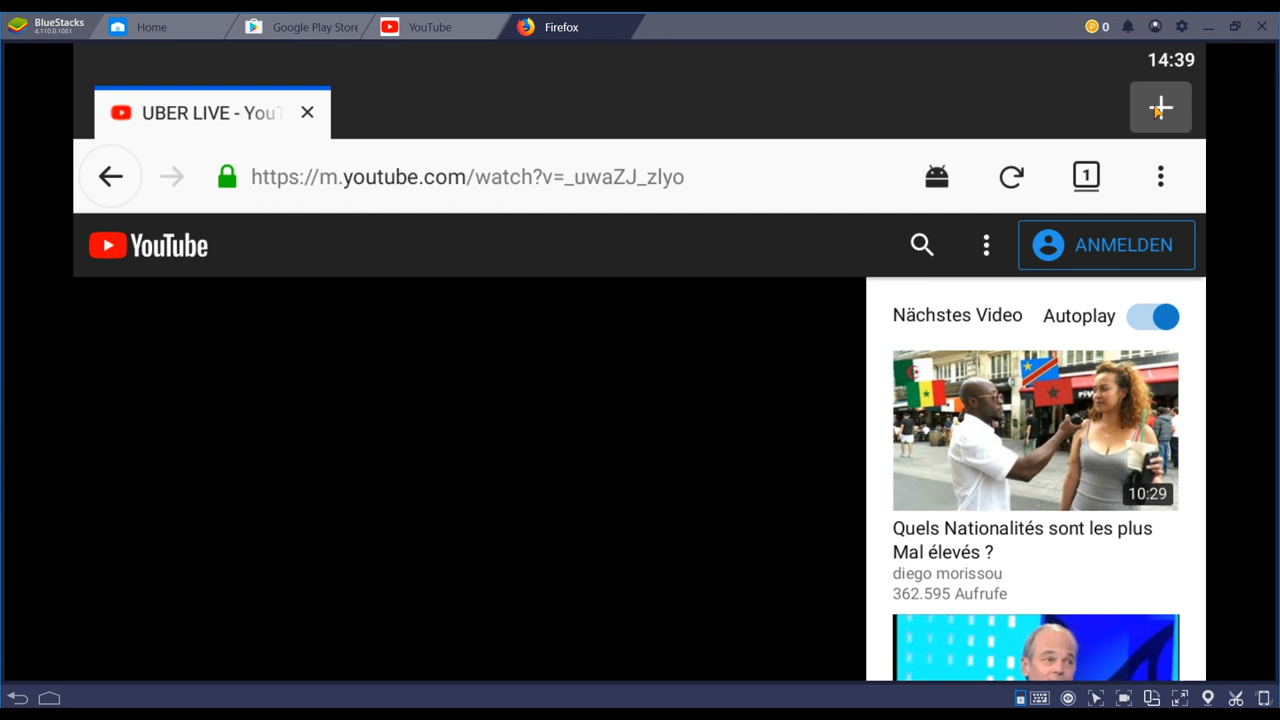 BlueStacks
4.110.0.1081
Home
Google Play Store
YouTube
Firefox
0
14:39
UBER LIVE - YouT
https://m.youtube.com/watch?v=_uwaZJ_zlyo
1
YouTube
ANMELDEN
Nächstes Video
Autoplay
10:29
Quels Nationalités sont les plus
Mal élevés ?
diego morissou
362.595 Aufrufe